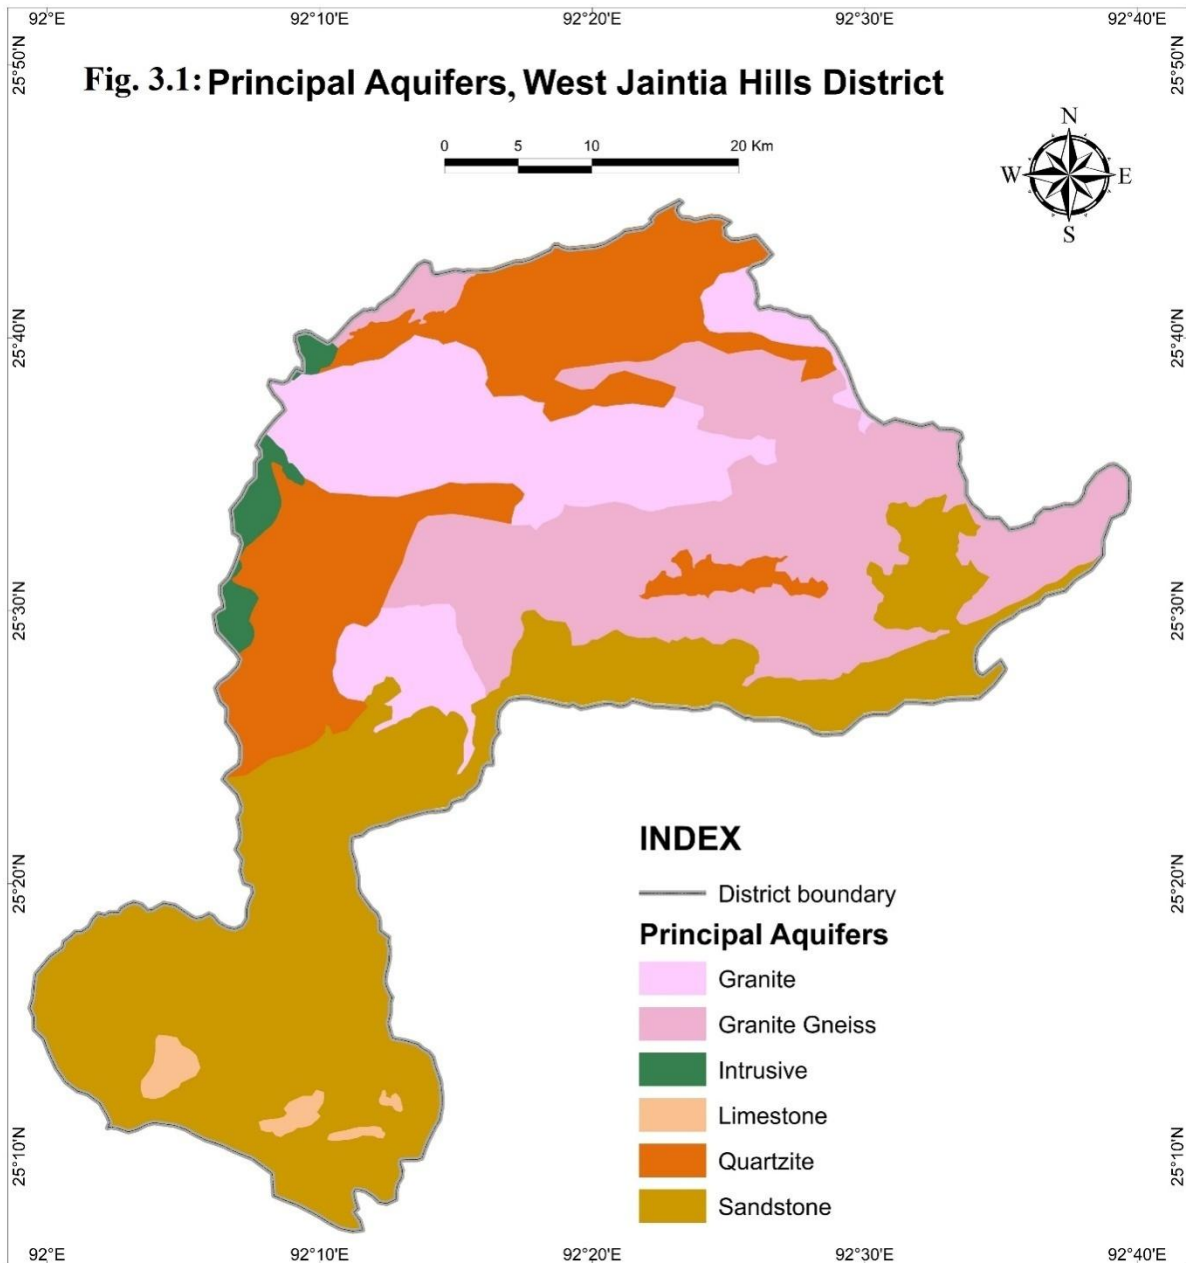 92°E 92°10'E 92°20'E 92°30'E 92°40'E
25°50'N 25°50'N
Fig. 3.1: Principal Aquifers, West Jaintia Hills District
0 5 10 20 Km
N
W E
S
25°40'N 25°40'N
25°30'N 25°30'N
INDEX
District boundary
25°20'N 25°20'N
Principal Aquifers
Granite
Granite Gneiss
Intrusive
Limestone
25°10'N 25°10'N
Quartzite
Sandstone
92°E 92°10'E 92°20'E 92°30'E 92°40'E